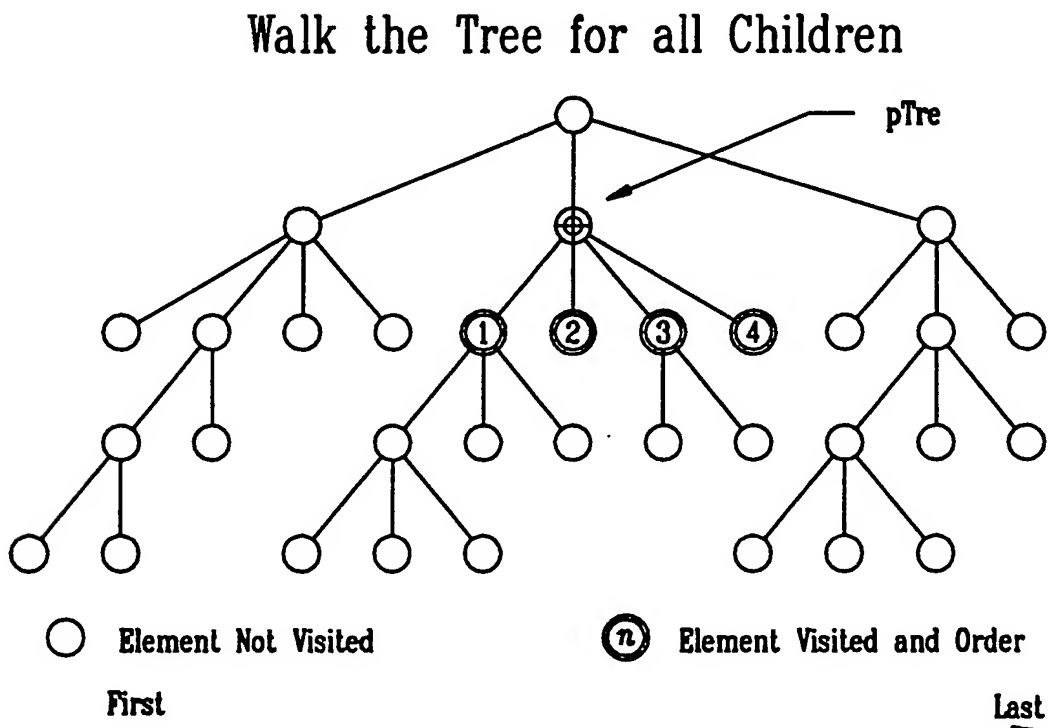 Walk the Tree for all Children
pTre
1 2 3 4
Element Not Visited
n Element Visited and Order
First
Last